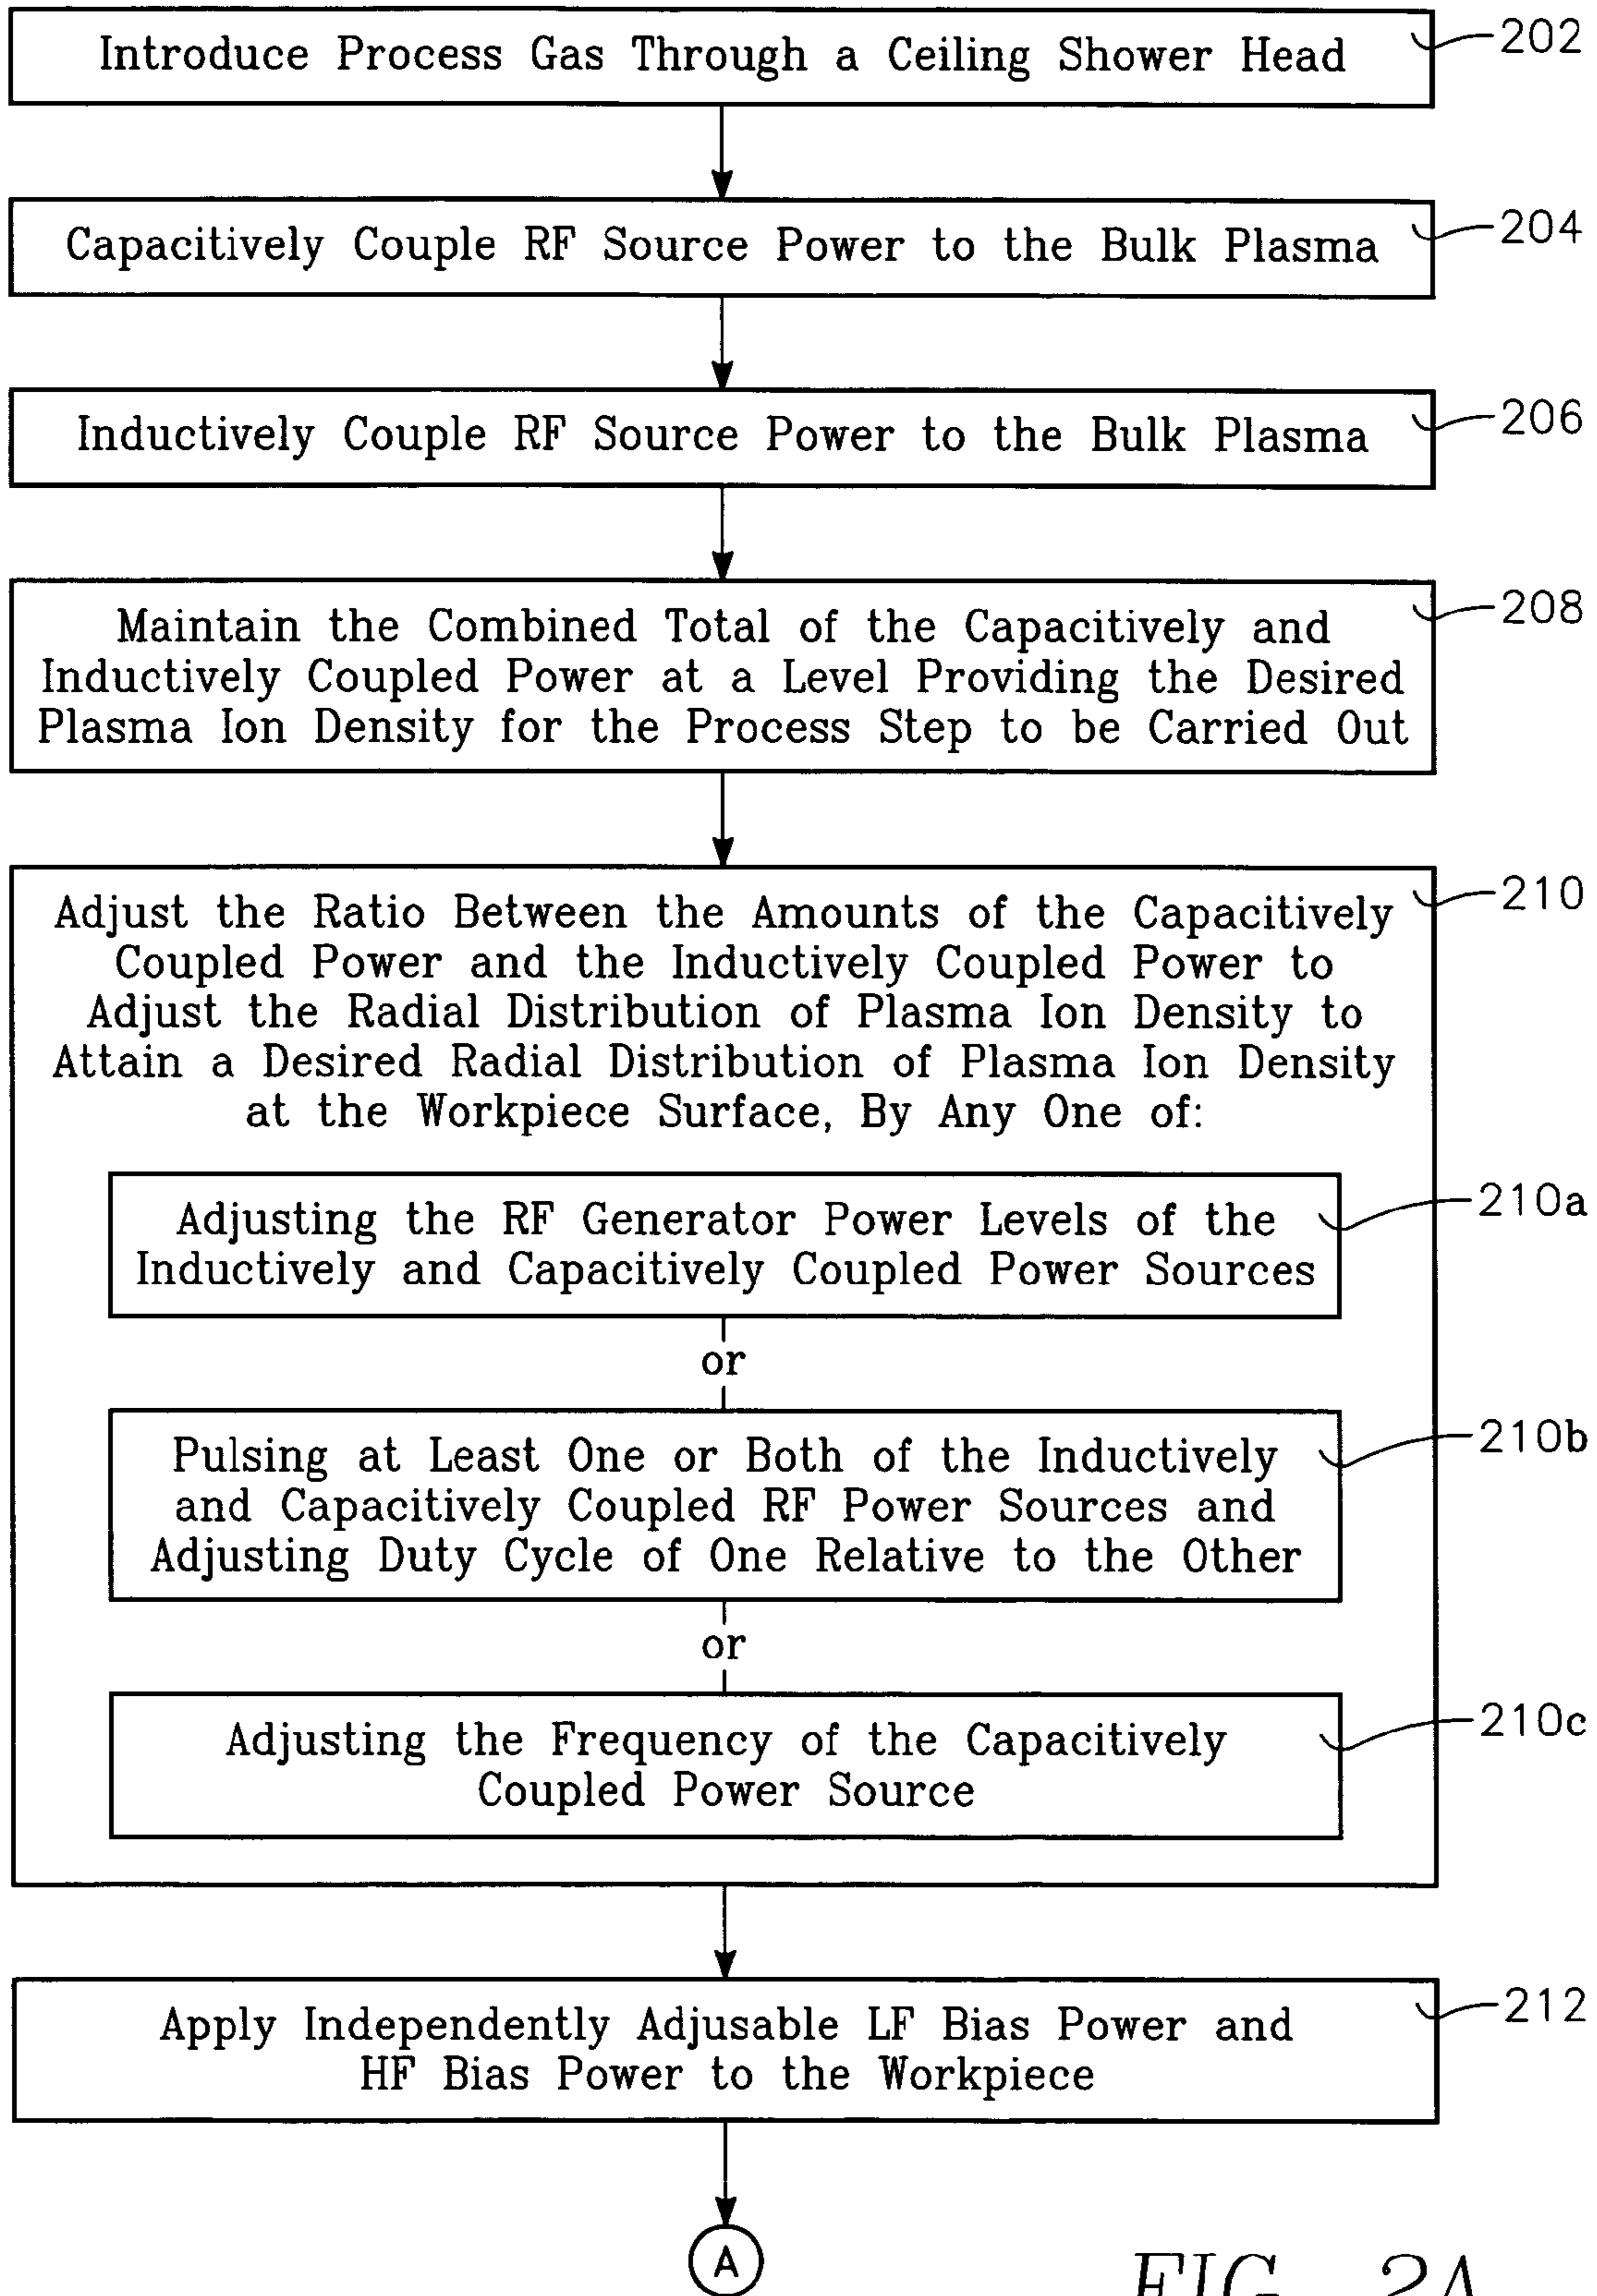 Introduce Process Gas Through a Ceiling Shower Head
202
Capacitively Couple RF Source Power to the Bulk Plasma
204
Inductively Couple RF Source Power to the Bulk Plasma
206
Maintain the Combined Total of the Capacitively and
Inductively Coupled Power at a Level Providing the Desired
Plasma Ion Density for the Process Step to be Carried Out
208
Adjust the Ratio Between the Amounts of the Capacitively
Coupled Power and the Inductively Coupled Power to
Adjust the Radial Distribution of Plasma Ion Density to
Attain a Desired Radial Distribution of Plasma Ion Density
at the Workpiece Surface, By Any One of:
210
Adjusting the RF Generator Power Levels of the
Inductively and Capacitively Coupled Power Sources
210a
or
Pulsing at Least One or Both of the Inductively
and Capacitively Coupled RF Power Sources and
Adjusting Duty Cycle of One Relative to the Other
210b
or
Adjusting the Frequency of the Capacitively
Coupled Power Source
210c
Apply Independently Adjusable LF Bias Power and
HF Bias Power to the Workpiece
212
A
FIG. 2A